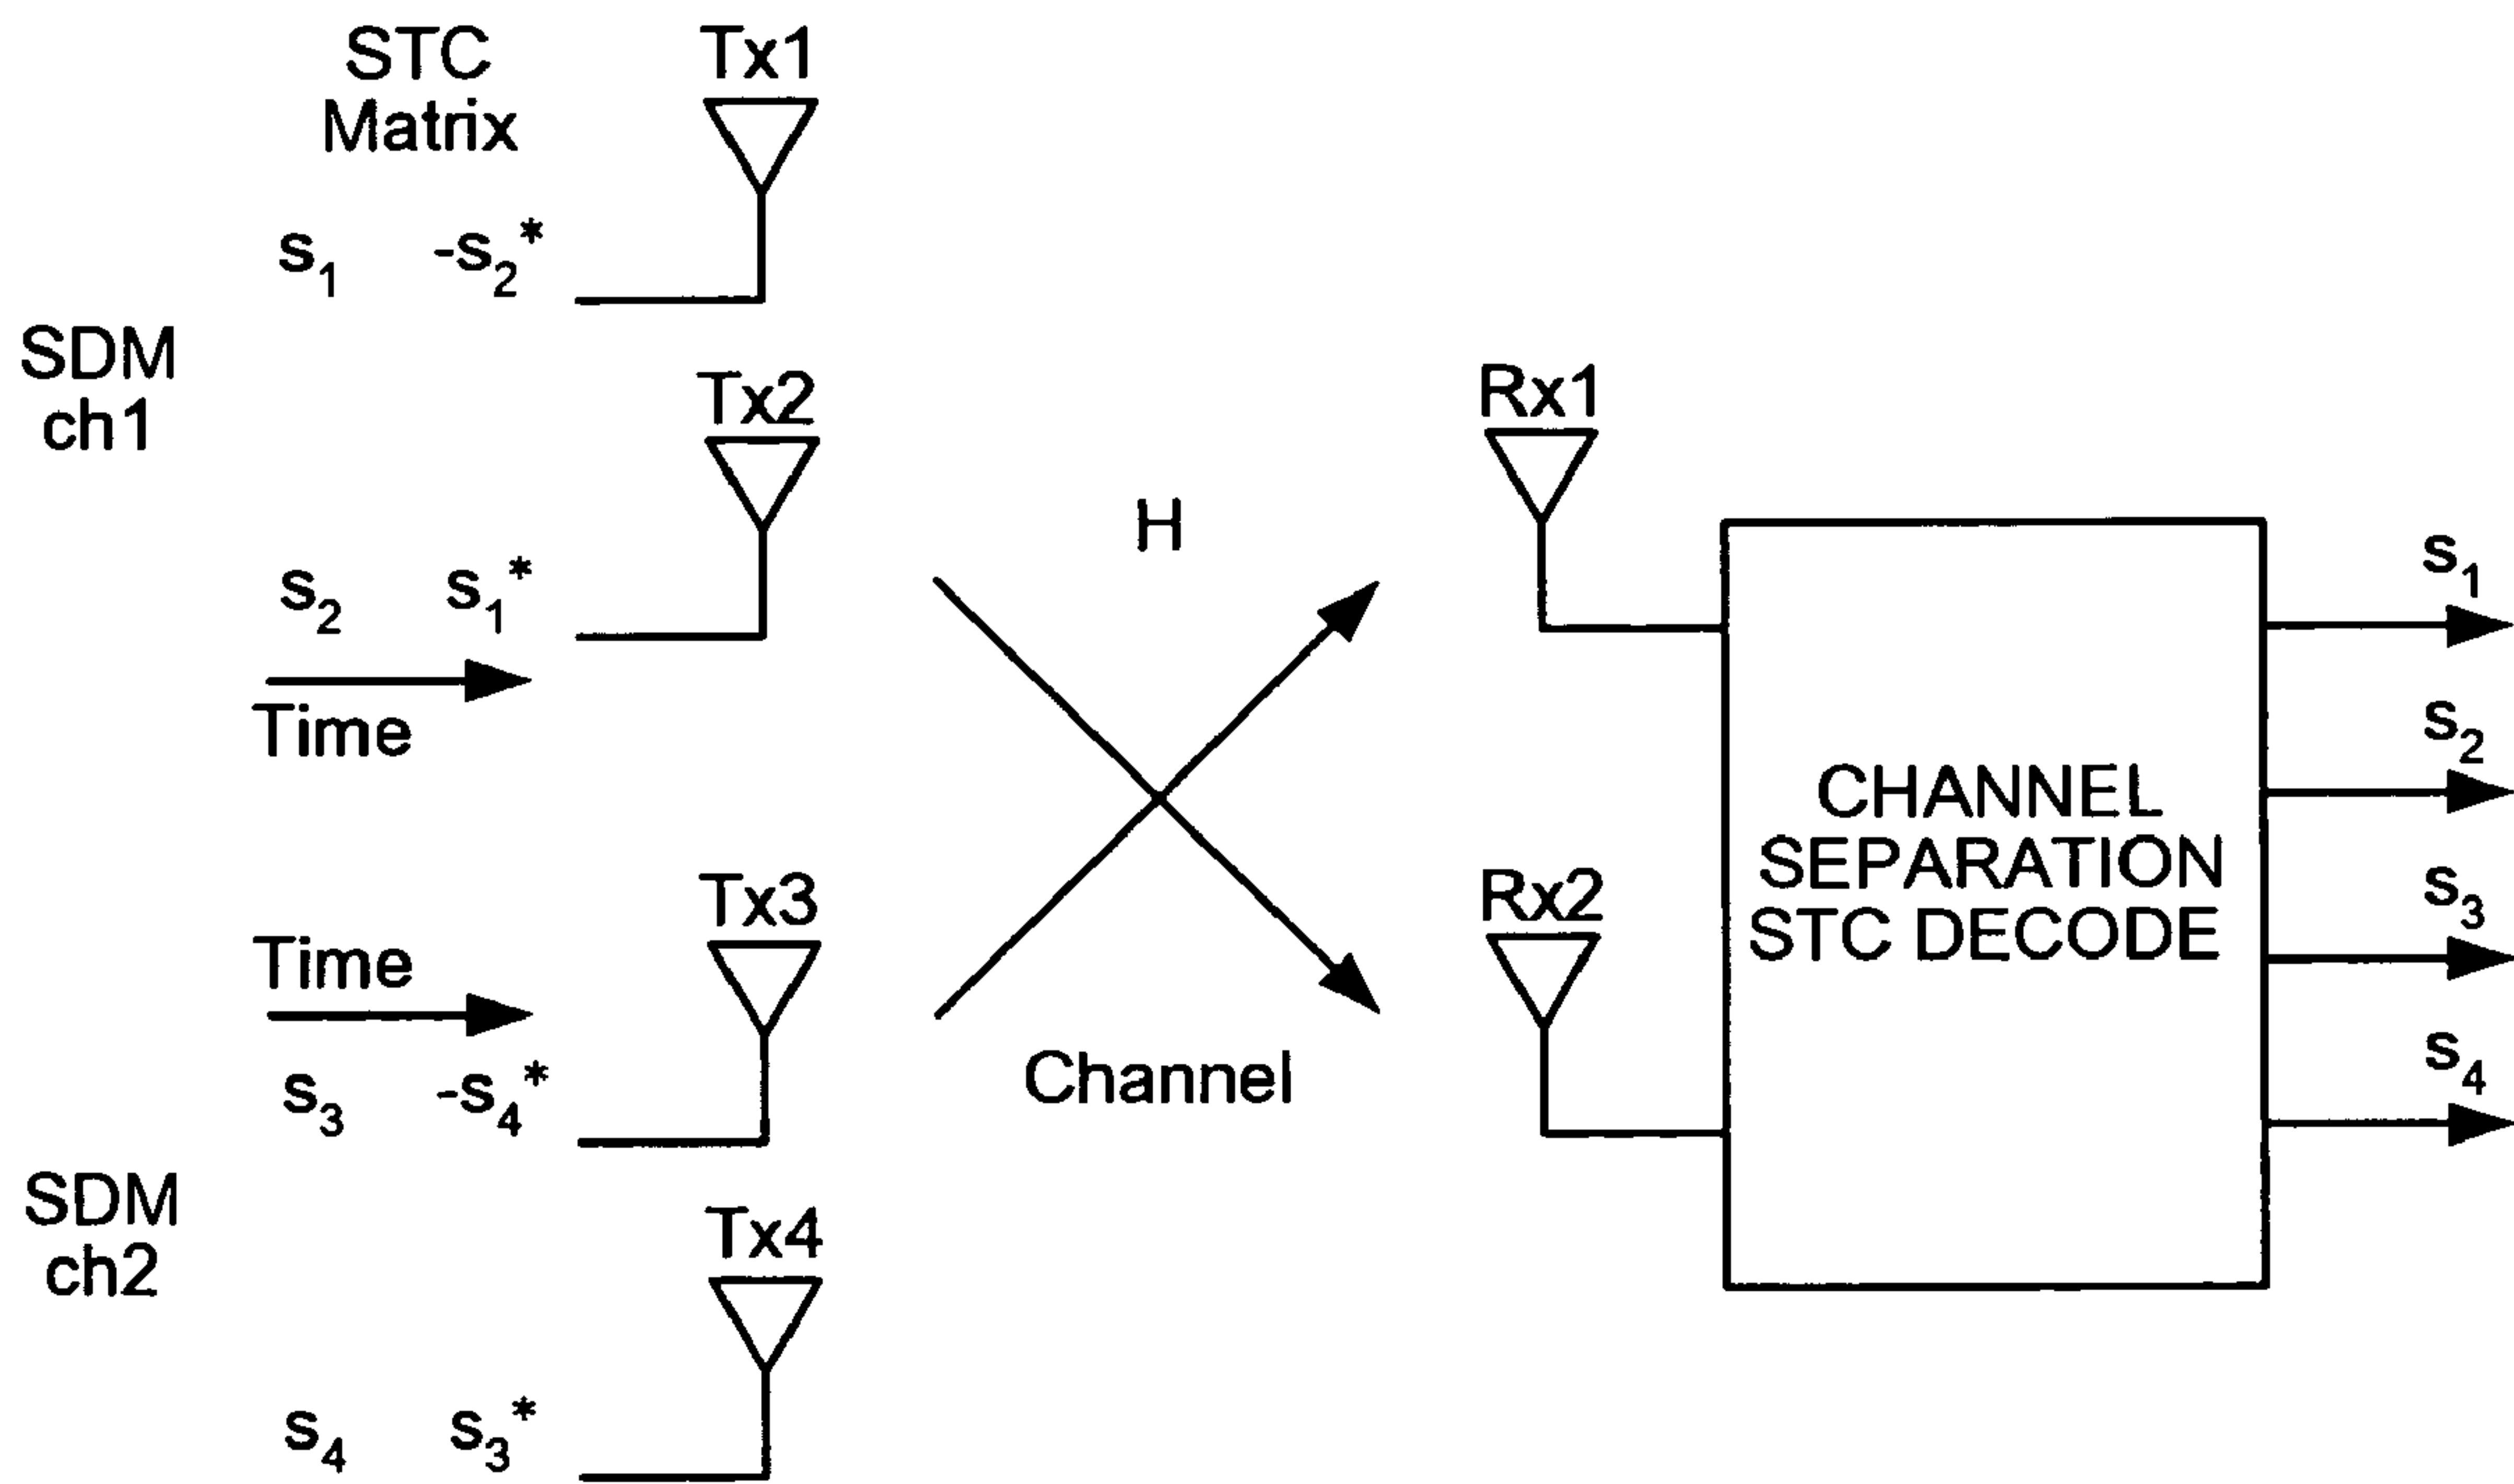 STC
Matrix
Tx1
s1 -s2*
SDM
ch1
Tx2
s2 s1*
Time
H
Channel
Time
Tx3
s3 -s4*
SDM
ch2
Tx4
s4 s3*
Rx1
Rx2
CHANNEL
SEPARATION
STC DECODE
s1
s2
s3
s4